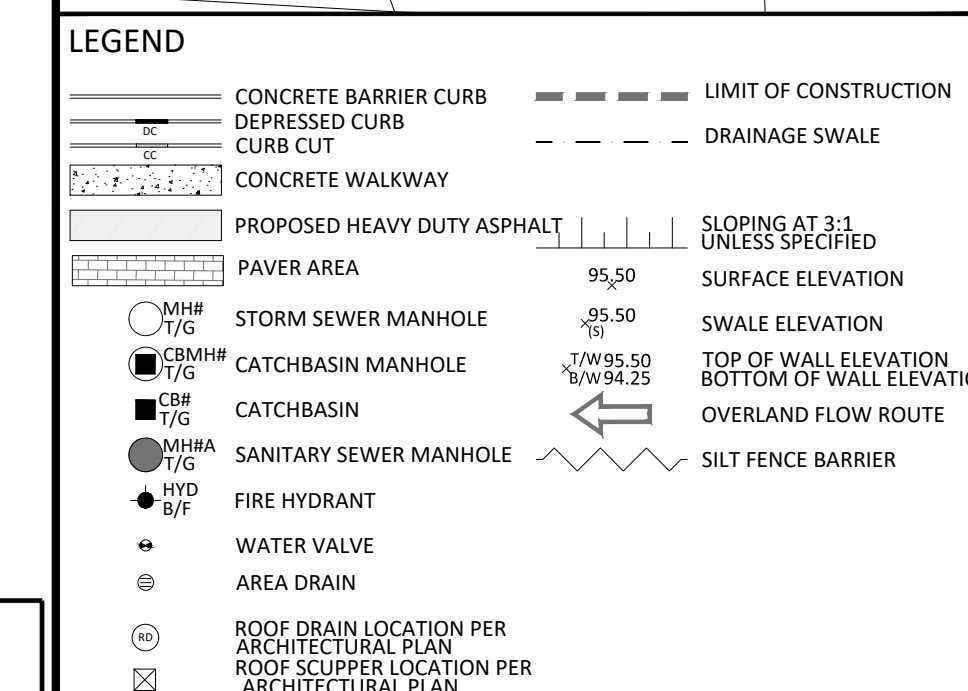 LEGEND
CONCRETE BARRIER CURB
DC
DEPRESSED CURB
CC
CURB CUT
CONCRETE WALKWAY
PROPOSED HEAVY DUTY ASPHALT
PAVER AREA
MH#
T/G
STORM SEWER MANHOLE
CBMH#
T/G
CATCHBASIN MANHOLE
CB#
T/G
CATCHBASIN
MH#A
T/G
SANITARY SEWER MANHOLE
HYD
B/F
FIRE HYDRANT
WATER VALVE
AREA DRAIN
RD
ROOF DRAIN LOCATION PER
ARCHITECTURAL PLAN
ROOF SCUPPER LOCATION PER
ARCHITECTURAL PLAN
LIMIT OF CONSTRUCTION
DRAINAGE SWALE
SLOPING AT 3:1
UNLESS SPECIFIED
95.50
SURFACE ELEVATION
95.50
(S)
SWALE ELEVATION
T/W 95.50
B/W 94.25
TOP OF WALL ELEVATION
BOTTOM OF WALL ELEVATIO
OVERLAND FLOW ROUTE
SILT FENCE BARRIER